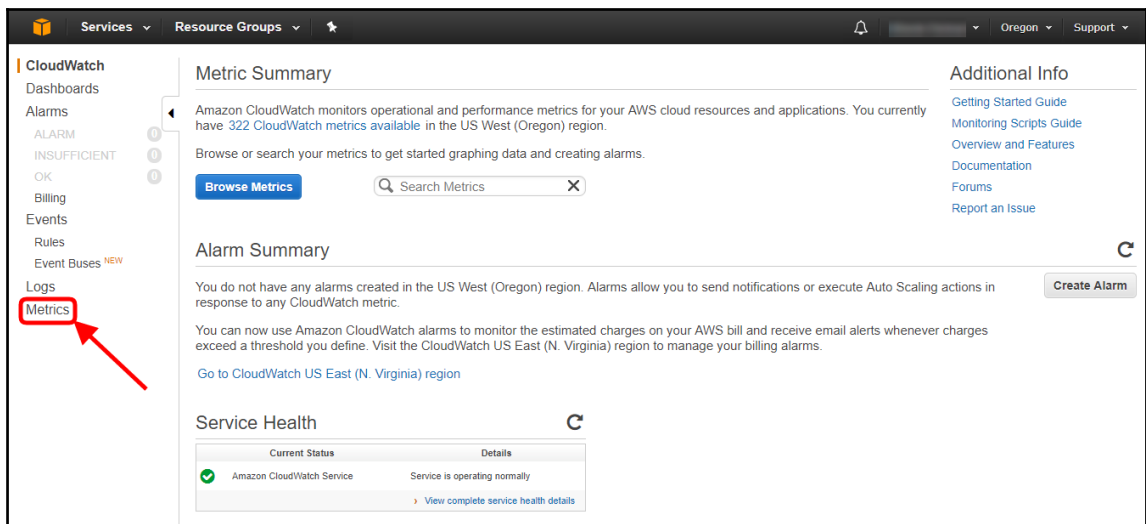 Services Resource Groups Oregon Support
CloudWatch
Dashboards
Alarms
ALARM 0
INSUFFICIENT 0
OK 0
Billing
Events
Rules
Event Buses NEW
Logs
Metrics
Metric Summary
Amazon CloudWatch monitors operational and performance metrics for your AWS cloud resources and applications. You currently
have 322 CloudWatch metrics available in the US West (Oregon) region.
Browse or search your metrics to get started graphing data and creating alarms.
Browse Metrics Search Metrics
Alarm Summary
You do not have any alarms created in the US West (Oregon) region. Alarms allow you to send notifications or execute Auto Scaling actions in
response to any CloudWatch metric.
Create Alarm
You can now use Amazon CloudWatch alarms to monitor the estimated charges on your AWS bill and receive email alerts whenever charges
exceed a threshold you define. Visit the CloudWatch US East (N. Virginia) region to manage your billing alarms.
Go to CloudWatch US East (N. Virginia) region
Service Health
Current Status Details
Amazon CloudWatch Service Service is operating normally
› View complete service health details
Additional Info
Getting Started Guide
Monitoring Scripts Guide
Overview and Features
Documentation
Forums
Report an Issue